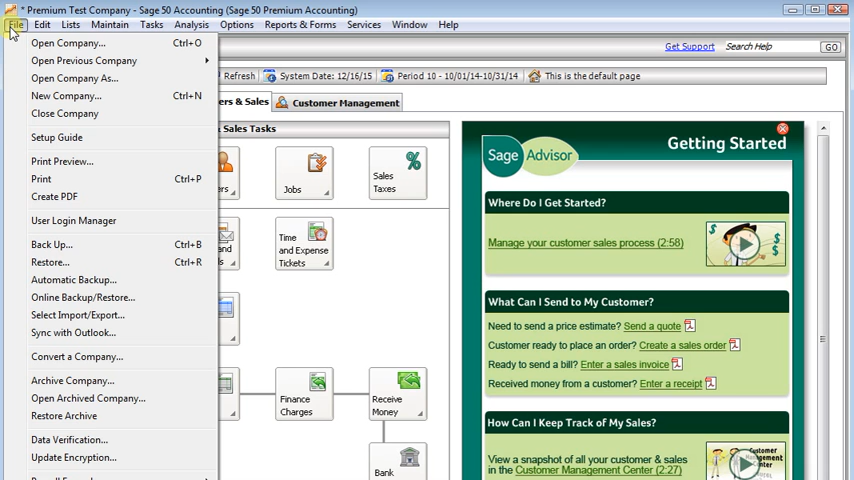 * Premium Test Company - Sage 50 Accounting (Sage 50 Premium Accounting)
File Edit Lists Maintain Tasks Analysis Options Reports & Forms Services Window Help
Get Support Search Help GO
Refresh System Date: 12/16/15 Period 10 - 10/01/14-10/31/14 This is the default page
Open Company... Ctrl+O
Open Previous Company
Open Company As...
New Company... Ctrl+N
Close Company
Setup Guide
Print Preview...
Print Ctrl+P
Create PDF
User Login Manager
Back Up... Ctrl+B
Restore... Ctrl+R
Automatic Backup...
Online Backup/Restore...
Select Import/Export...
Sync with Outlook...
Convert a Company...
Archive Company...
Open Archived Company...
Restore Archive
Data Verification...
Update Encryption...
ers & Sales Customer Management
& Sales Tasks
ers
Jobs
Sales
Taxes
Time
and Expense
Tickets
Finance
Charges
Receive
Money
Bank
Sage Advisor
Getting Started
Where Do I Get Started?
Manage your customer sales process (2:58)
What Can I Send to My Customer?
Need to send a price estimate? Send a quote
Customer ready to place an order? Create a sales order
Ready to send a bill? Enter a sales invoice
Received money from a customer? Enter a receipt
How Can I Keep Track of My Sales?
View a snapshot of all your customer & sales
in the Customer Management Center (2:27)
Customer
Management
Center